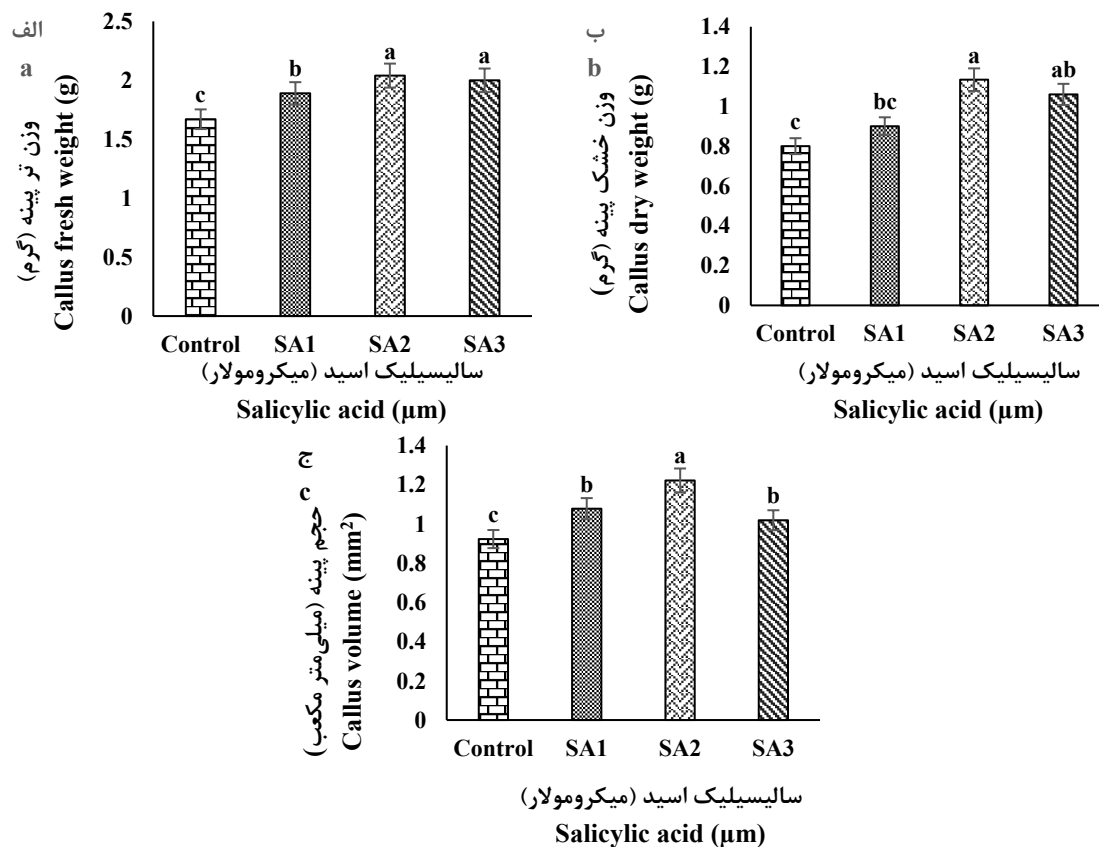 الف
a
وزن تر پینه (گرم)
Callus fresh weight (g)
2.5
2
1.5
1
0.5
0
c
b
a
a
Control SA1 SA2 SA3
سالیسیلیک اسید (میکرومولار)
Salicylic acid (µm)
ب
b
وزن خشک پینه (گرم)
Callus dry weight (g)
1.4
1.2
1
0.8
0.6
0.4
0.2
0
c
bc
a
ab
Control SA1 SA2 SA3
سالیسیلیک اسید (میکرومولار)
Salicylic acid (µm)
ج
c
حجم پینه (میلی‌متر مکعب)
Callus volume (mm²)
1.4
1.2
1
0.8
0.6
0.4
0.2
0
c
b
a
b
Control SA1 SA2 SA3
سالیسیلیک اسید (میکرومولار)
Salicylic acid (µm)